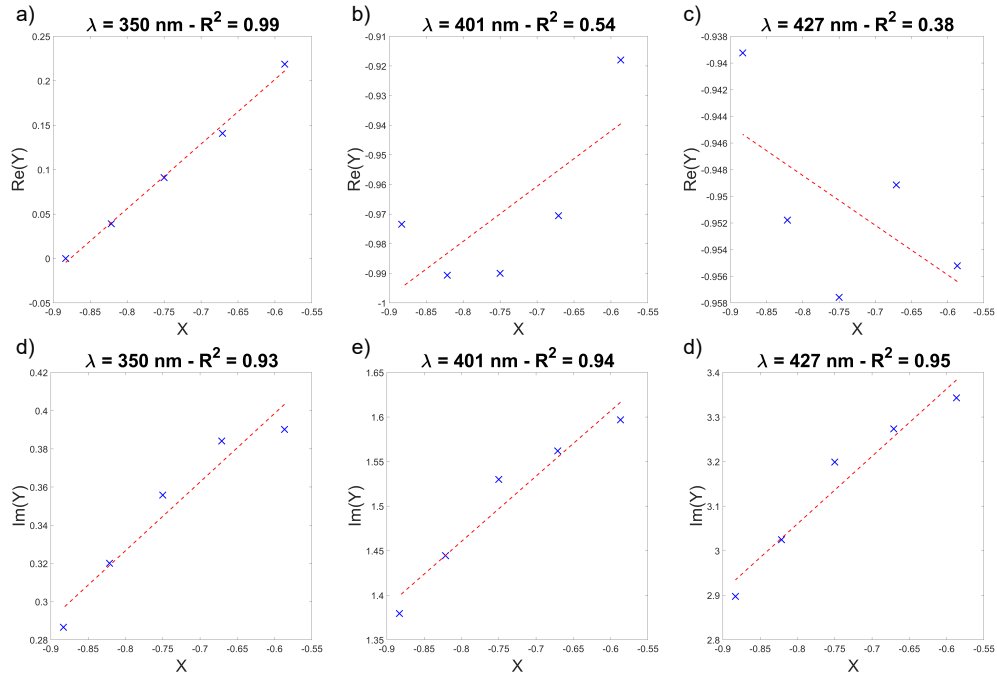 a)
λ = 350 nm - R² = 0.99
0.25
0.2
0.15
0.1
0.05
0
-0.05
Re(Y)
-0.9 -0.85 -0.8 -0.75 -0.7 -0.65 -0.6 -0.55
X
b)
λ = 401 nm - R² = 0.54
-0.91
-0.92
-0.93
-0.94
-0.95
-0.96
-0.97
-0.98
-0.99
-1
Re(Y)
-0.9 -0.85 -0.8 -0.75 -0.7 -0.65 -0.6 -0.55
X
c)
λ = 427 nm - R² = 0.38
-0.938
-0.94
-0.942
-0.944
-0.946
-0.948
-0.95
-0.952
-0.954
-0.956
-0.958
Re(Y)
-0.9 -0.85 -0.8 -0.75 -0.7 -0.65 -0.6 -0.55
X
d)
λ = 350 nm - R² = 0.93
0.42
0.4
0.38
0.36
0.34
0.32
0.3
0.28
Im(Y)
-0.9 -0.85 -0.8 -0.75 -0.7 -0.65 -0.6 -0.55
X
e)
λ = 401 nm - R² = 0.94
1.65
1.6
1.55
1.5
1.45
1.4
1.35
Im(Y)
-0.9 -0.85 -0.8 -0.75 -0.7 -0.65 -0.6 -0.55
X
d)
λ = 427 nm - R² = 0.95
3.4
3.3
3.2
3.1
3
2.9
2.8
Im(Y)
-0.9 -0.85 -0.8 -0.75 -0.7 -0.65 -0.6 -0.55
X